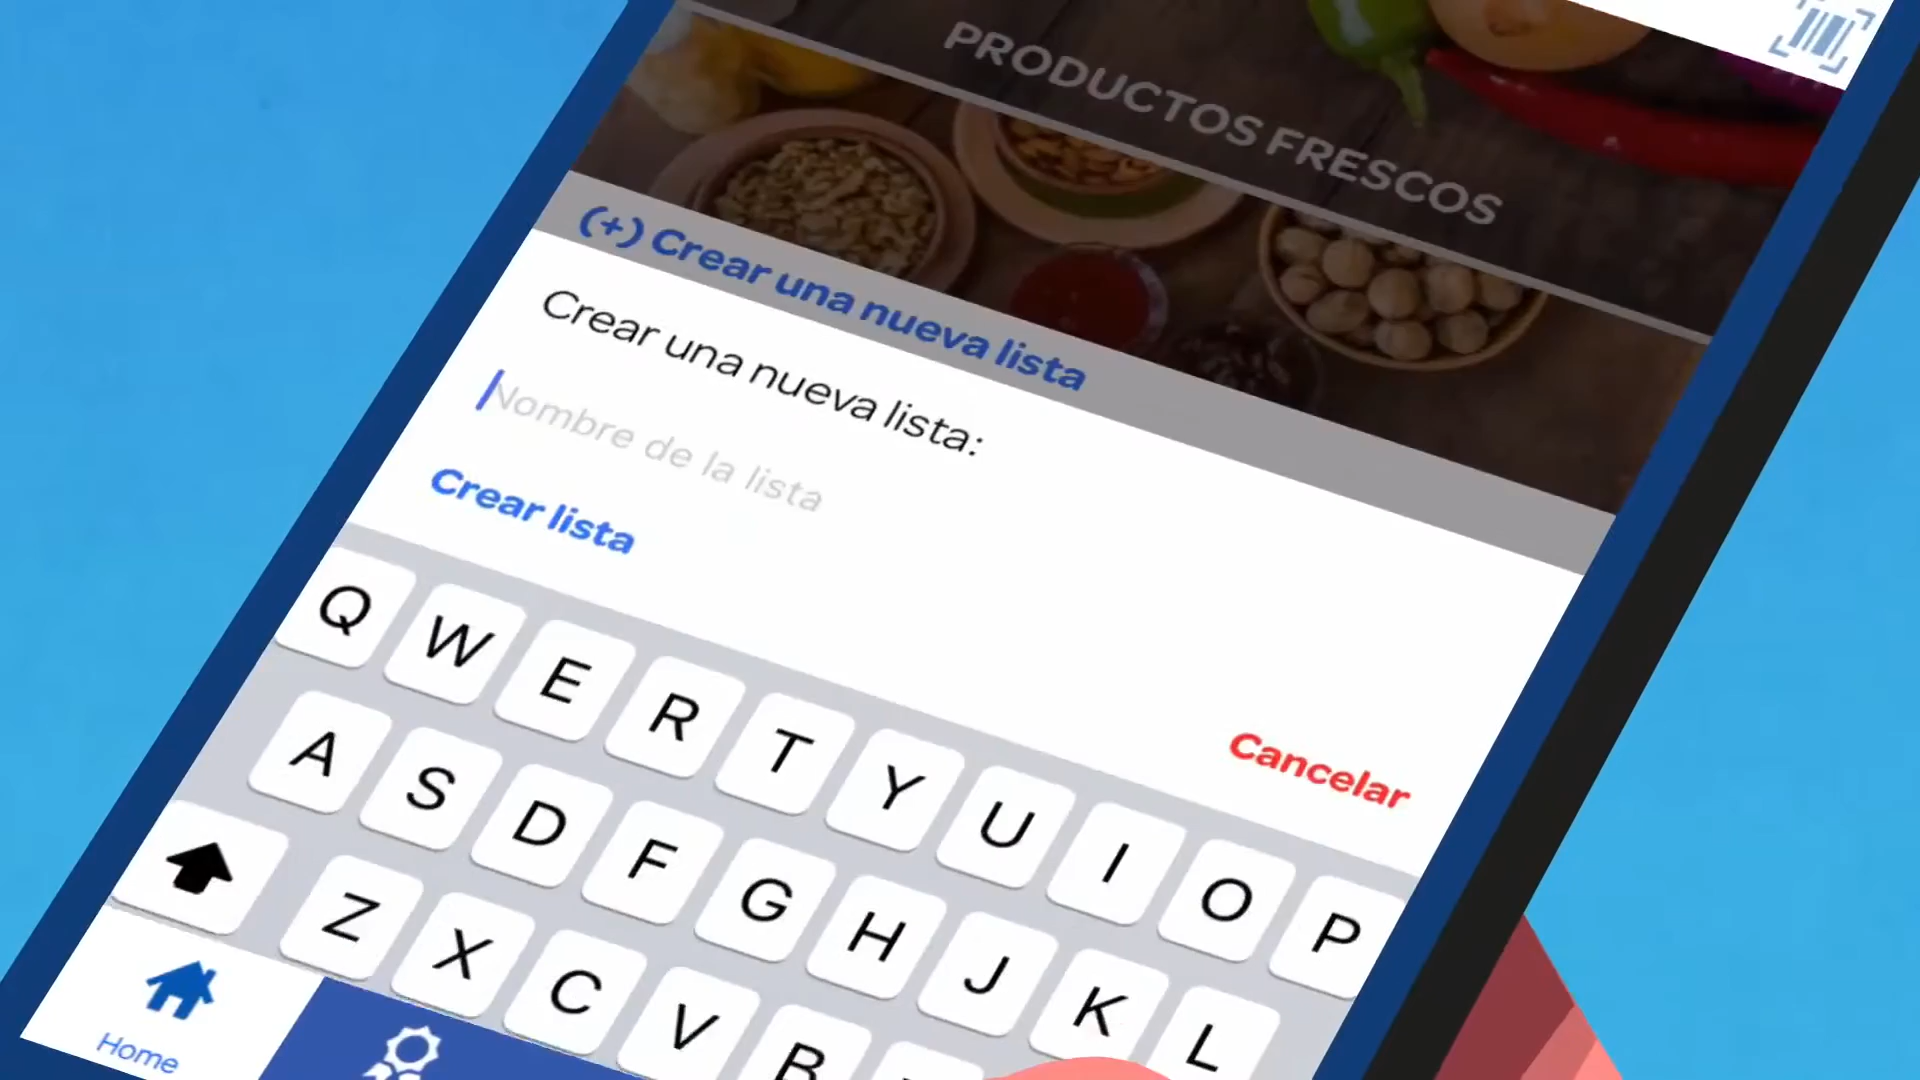 PRODUCTOS FRESCOS
(+) Crear una nueva lista
Crear una nueva lista:
Nombre de la lista
Crear lista
Cancelar
Q W E R T Y U I O P
A S D F G H J K L
Z X C V B
Home